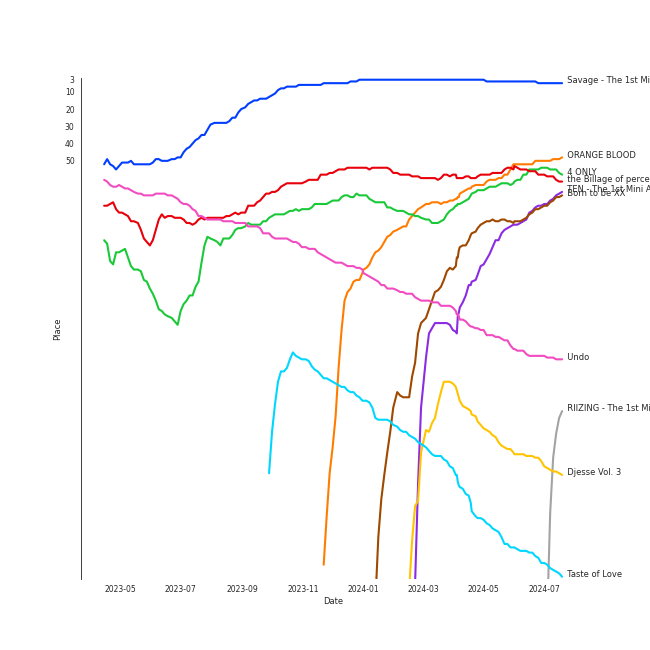 3
10
20
30
40
50
Place
Savage - The 1st Mi
ORANGE BLOOD
4 ONLY
the Billage of perce
TEN - The 1st Mini A
Born to be XX
Undo
RIIZING - The 1st Mi
Djesse Vol. 3
Taste of Love
2023-05 2023-07 2023-09 2023-11 2024-01 2024-03 2024-05 2024-07
Date